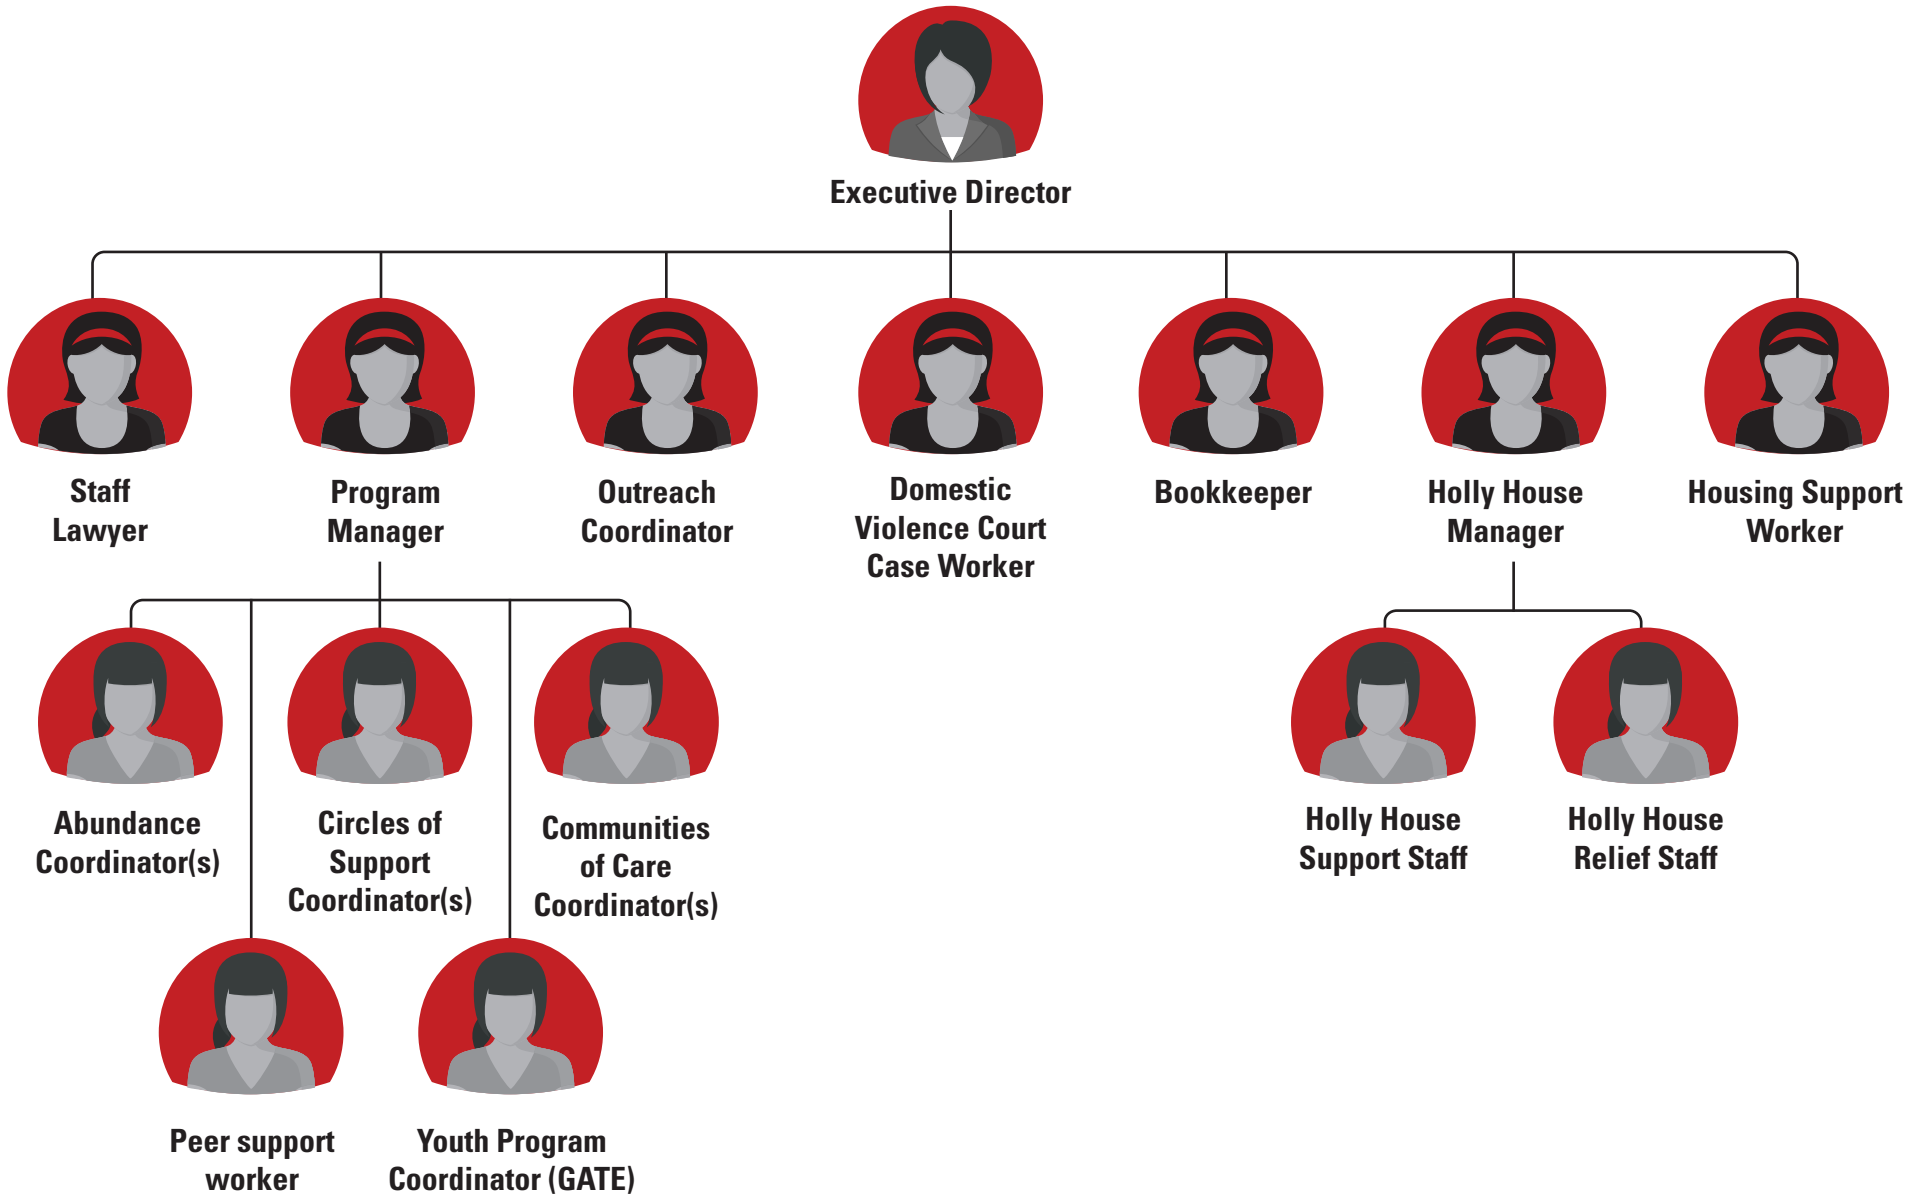 Executive Director
Staff
Lawyer
Program
Manager
Outreach
Coordinator
Domestic
Violence Court
Case Worker
Bookkeeper
Holly House
Manager
Housing Support
Worker
Abundance
Coordinator(s)
Circles of
Support
Coordinator(s)
Communities
of Care
Coordinator(s)
Holly House
Support Staff
Holly House
Relief Staff
Peer support
worker
Youth Program
Coordinator (GATE)